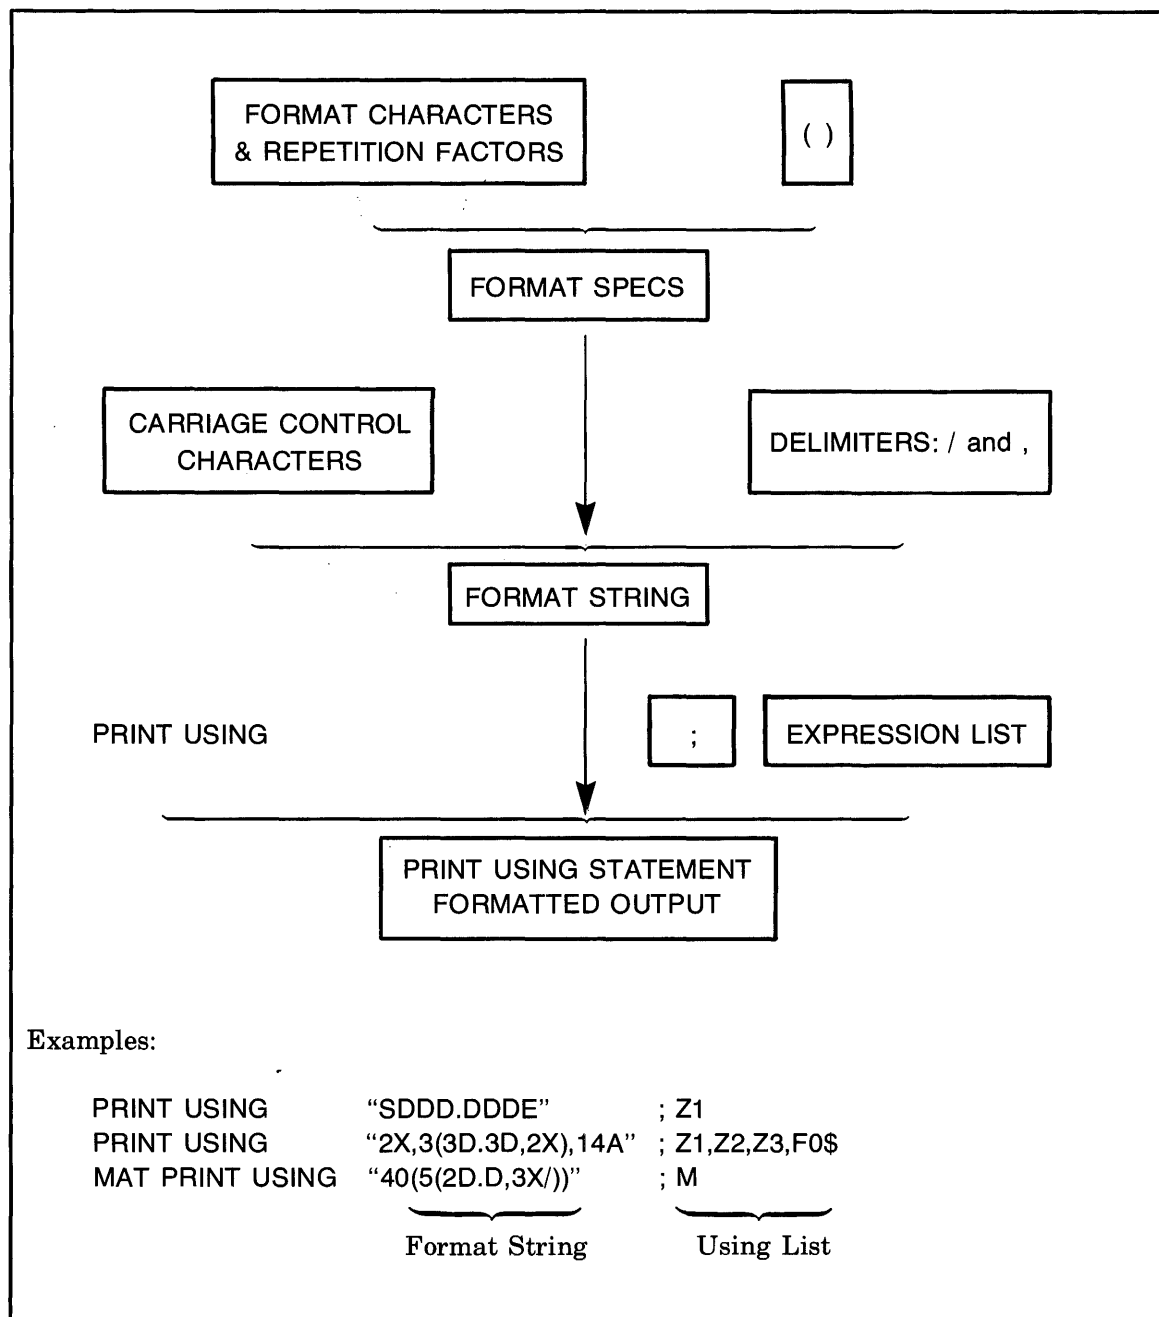 FORMAT CHARACTERS
& REPETITION FACTORS
( )
FORMAT SPECS
CARRIAGE CONTROL
CHARACTERS
DELIMITERS: / and ,
FORMAT STRING
PRINT USING
;
EXPRESSION LIST
PRINT USING STATEMENT
FORMATTED OUTPUT
Examples:
PRINT USING “SDDD.DDDE” ; Z1
PRINT USING “2X,3(3D.3D,2X),14A” ; Z1,Z2,Z3,F0$
MAT PRINT USING “40(5(2D.D,3X/))” ; M
Format String Using List